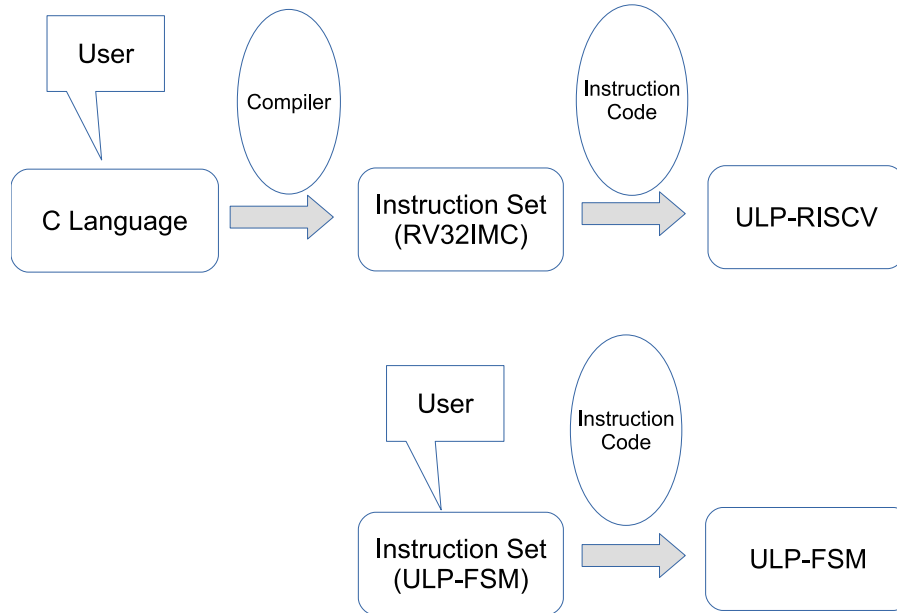 User
Compiler
Instruction
Code
C Language
Instruction Set
(RV32IMC)
ULP-RISCV
User
Instruction
Code
Instruction Set
(ULP-FSM)
ULP-FSM